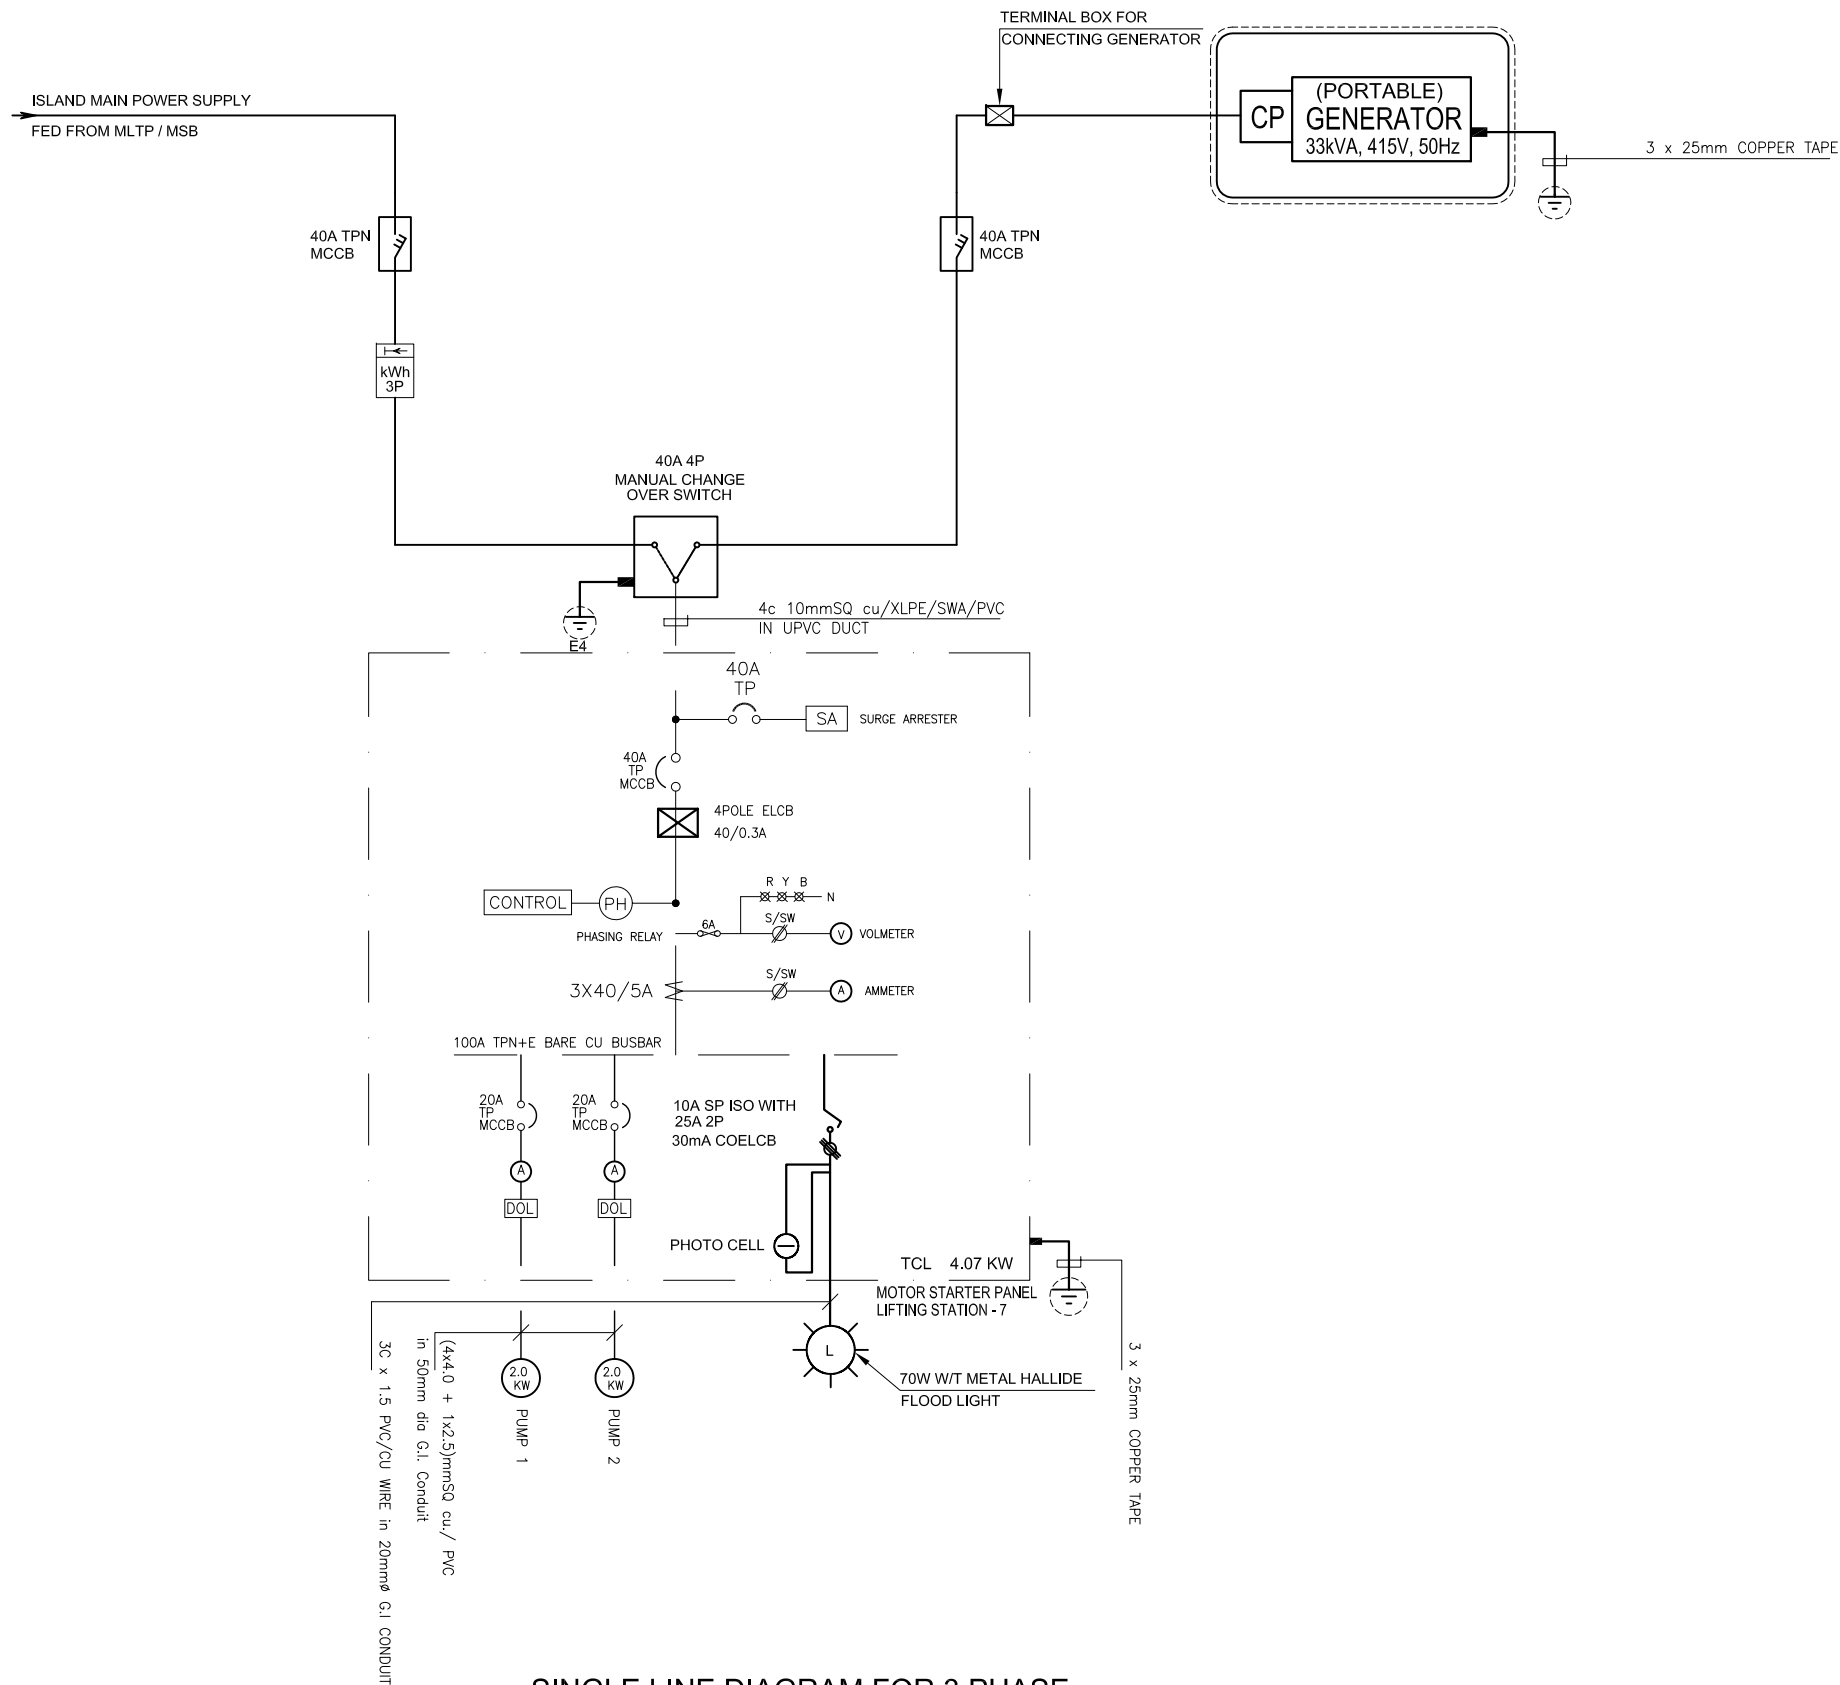 TERMINAL BOX FOR
CONNECTING GENERATOR
ISLAND MAIN POWER SUPPLY
FED FROM MLTP / MSB
CP
(PORTABLE)
GENERATOR
33kVA, 415V, 50Hz
3 x 25mm COPPER TAPE
40A TPN
MCCB
40A TPN
MCCB
kWh
3P
40A 4P
MANUAL CHANGE
OVER SWITCH
4c 10mmSQ cu/XLPE/SWA/PVC
IN UPVC DUCT
E4
40A
TP
SA
SURGE ARRESTER
40A
TP
MCCB
4POLE ELCB
40/0.3A
R Y B
N
CONTROL
PH
PHASING RELAY
6A
S/SW
V
VOLMETER
3X40/5A
S/SW
A
AMMETER
100A TPN+E BARE CU BUSBAR
20A
TP
MCCB
20A
TP
MCCB
10A SP ISO WITH
25A 2P
30mA COELCB
A
A
DOL
DOL
PHOTO CELL
TCL 4.07 KW
MOTOR STARTER PANEL
LIFTING STATION - 7
L
70W W/T METAL HALLIDE
FLOOD LIGHT
2.0
KW
2.0
KW
PUMP 1
PUMP 2
3 x 25mm COPPER TAPE
(4x4.0 + 1x2.5)mmSQ cu./ PVC
in 50mm dia G.I. Conduit
3C x 1.5 PVC/CU WIRE in 20mmø G.I CONDUIT
SINGLE LINE DIAGRAM FOR 3 PHASE